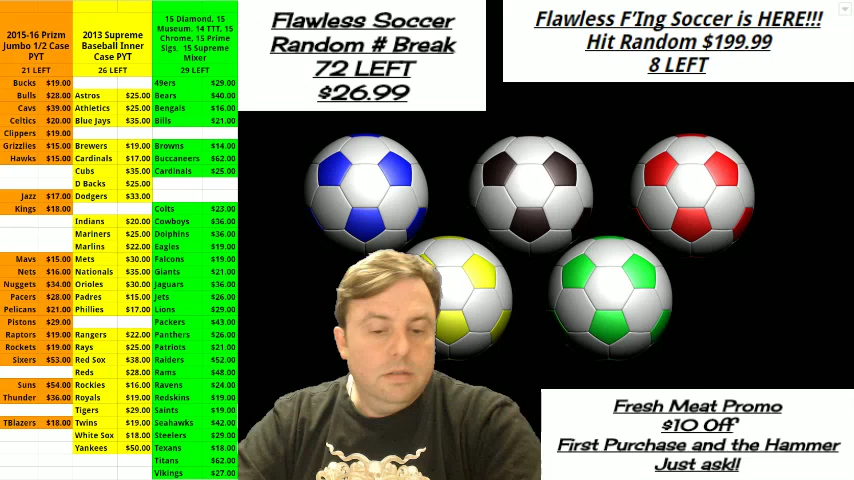 2015-16 Prizm
Jumbo 1/2 Case
PYT
21 LEFT
Bucks $19.00
Bulls $28.00
Cavs $39.00
Celtics $20.00
Clippers $19.00
Grizzlies $15.00
Hawks $15.00
Jazz $17.00
Kings $18.00
Mavs $15.00
Nets $16.00
Nuggets $34.00
Pacers $28.00
Pelicans $21.00
Pistons $29.00
Raptors $19.00
Rockets $19.00
Sixers $53.00
Suns $54.00
Thunder $36.00
TBlazers $18.00
2013 Supreme
Baseball Inner
Case PYT
26 LEFT
Astros $25.00
Athletics $25.00
Blue Jays $35.00
Brewers $19.00
Cardinals $17.00
Cubs $35.00
D Backs $25.00
Dodgers $33.00
Indians $20.00
Mariners $25.00
Marlins $22.00
Mets $30.00
Nationals $35.00
Orioles $30.00
Padres $15.00
Phillies $17.00
Rangers $22.00
Rays $25.00
Red Sox $38.00
Reds $28.00
Rockies $16.00
Royals $19.00
Tigers $29.00
Twins $19.00
White Sox $18.00
Yankees $50.00
15 Diamond, 15
Museum, 14 TTT, 15
Chrome, 15 Prime
Sigs, 15 Supreme
Mixer
29 LEFT
49ers $29.00
Bears $40.00
Bengals $16.00
Bills $21.00
Browns $14.00
Buccaneers $62.00
Cardinals $25.00
Colts $23.00
Cowboys $36.00
Dolphins $36.00
Eagles $19.00
Falcons $19.00
Giants $21.00
Jaguars $36.00
Jets $26.00
Lions $29.00
Packers $43.00
Panthers $26.00
Patriots $21.00
Raiders $52.00
Rams $48.00
Ravens $24.00
Redskins $19.00
Saints $19.00
Seahawks $42.00
Steelers $29.00
Texans $18.00
Titans $62.00
Vikings $27.00
Flawless Soccer
Random # Break
72 LEFT
$26.99
Flawless F'Ing Soccer is HERE!!!
Hit Random $199.99
8 LEFT
Fresh Meat Promo
$10 Off
First Purchase and the Hammer
Just ask!!